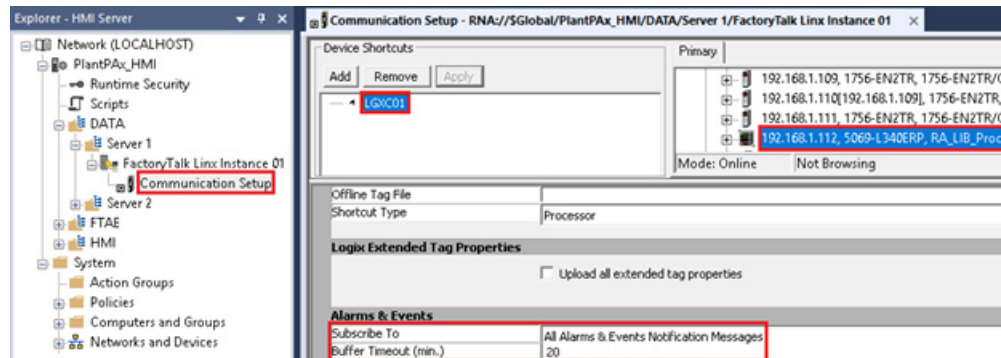 Explorer - HMI Server
Network (LOCALHOST)
PlantPAx_HMI
Runtime Security
Scripts
DATA
Server 1
FactoryTalk Linx Instance 01
Communication Setup
Server 2
FTAE
HMI
System
Action Groups
Policies
Computers and Groups
Networks and Devices
Communication Setup - RNA://$Global/PlantPAx_HMI/DATA/Server 1/FactoryTalk Linx Instance 01
Device Shortcuts
Add Remove Apply
LGXC01
Primary
192.168.1.109, 1756-EN2TR, 1756-EN2TR/
192.168.1.110[192.168.1.109], 1756-EN2TR,
192.168.1.111, 1756-EN2TR, 1756-EN2TR/
192.168.1.112, 5069-L340ERP, RA_LIB_Proc
Mode: Online Not Browsing
Offline Tag File
Shortcut Type Processor
Logix Extended Tag Properties
Upload all extended tag properties
Alarms & Events
Subscribe To All Alarms & Events Notification Messages
Buffer Timeout (min.) 20